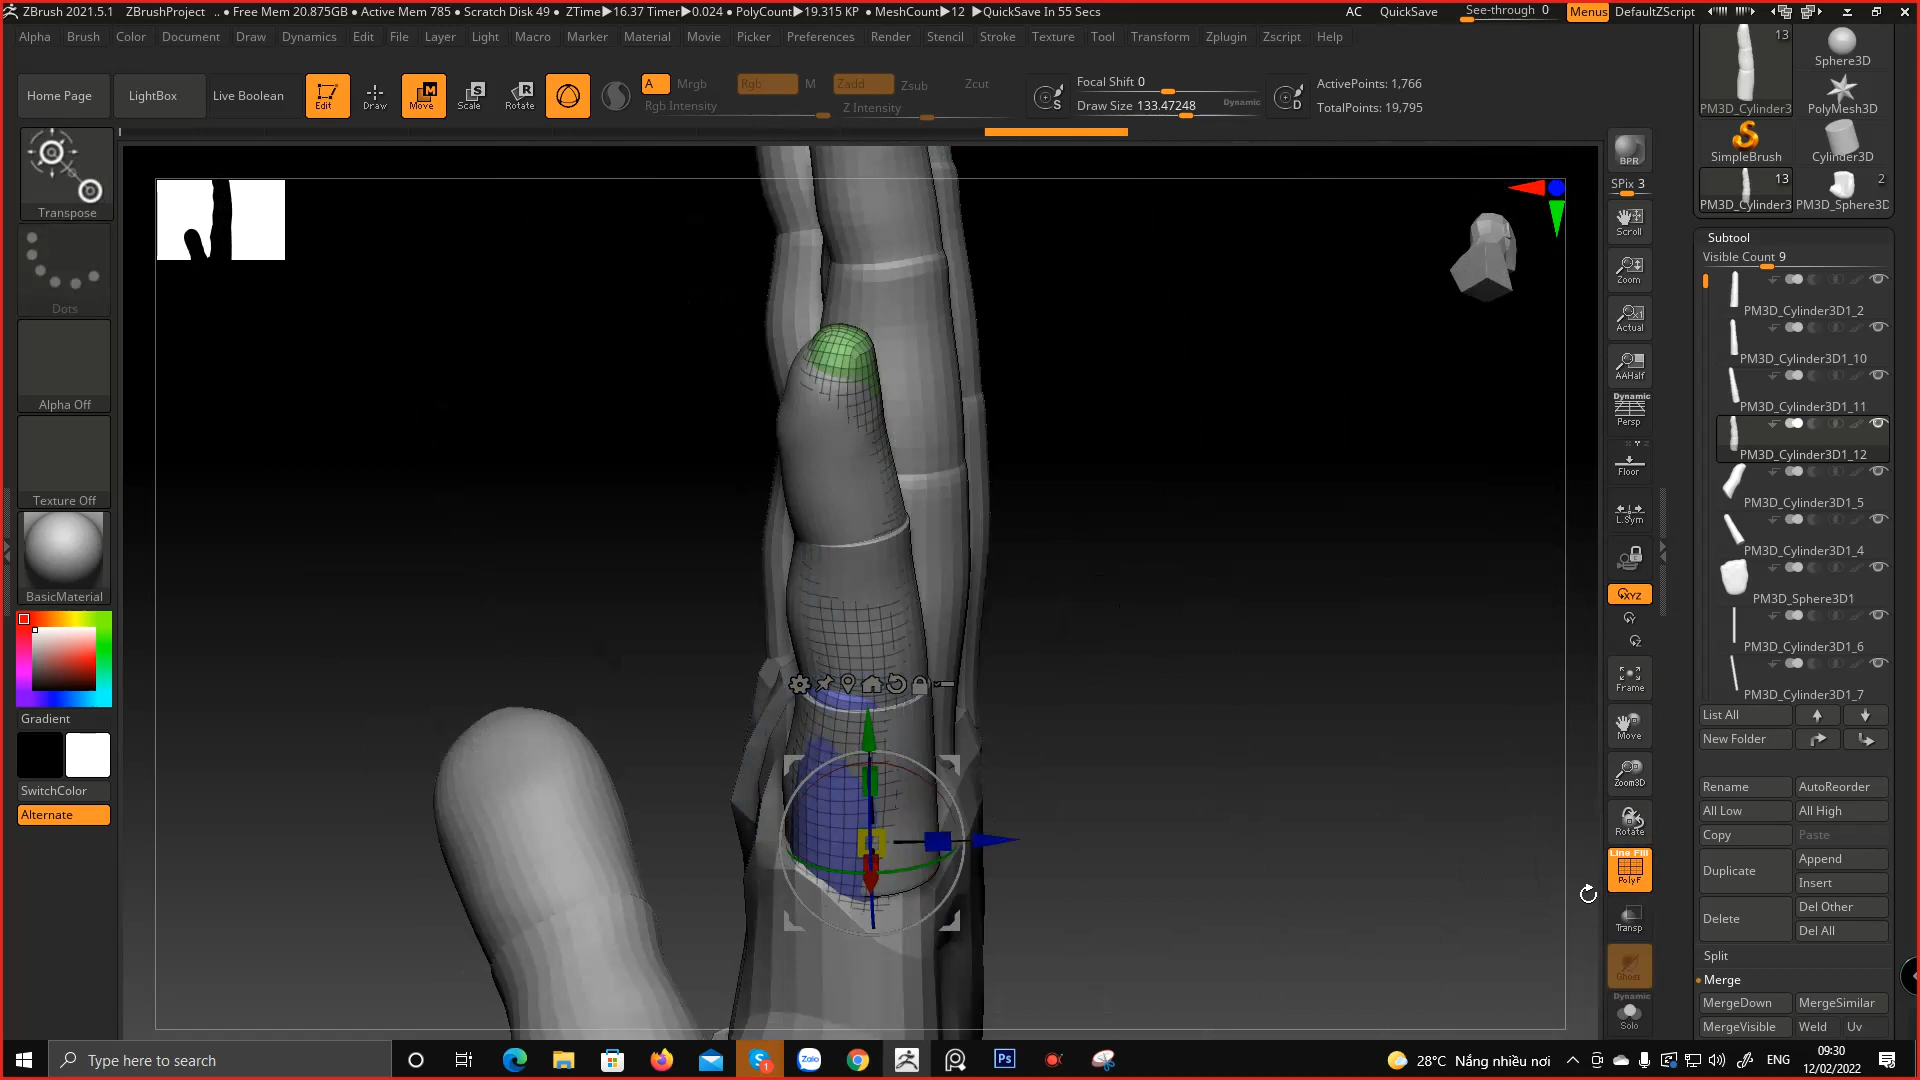 ZBrush 2021.5.1 ZBrushProject .. • Free Mem 20.875GB • Active Mem 785 • Scratch Disk 49 • ZTime▶16.37 Timer▶0.024 • PolyCount▶19.315 KP • MeshCount▶12 ▶QuickSave In 55 Secs AC QuickSave See-through 0 Menus DefaultZScript
Alpha Brush Color Document Draw Dynamics Edit File Layer Light Macro Marker Material Movie Picker Preferences Render Stencil Stroke Texture Tool Transform Zplugin Zscript Help
Home Page LightBox Live Boolean Edit Draw Move Scale Rotate
A Mrgb Rgb M Zadd Zsub Zcut
Rgb Intensity Z Intensity
Focal Shift 0
Draw Size 133.47248 Dynamic
ActivePoints: 1,766
TotalPoints: 19,795
Transpose
Dots
Alpha Off
Texture Off
BasicMaterial
Gradient
SwitchColor
Alternate
BPR
SPix 3
Scroll
Zoom
Actual
AAHalf
Dynamic
Persp
Floor
L.Sym
XYZ
Frame
Move
Zoom3D
Rotate
Line Fill
PolyF
Transp
Ghost
Dynamic
Solo
13
PM3D_Cylinder3
Sphere3D
PolyMesh3D
SimpleBrush Cylinder3D
13 2
PM3D_Cylinder3 PM3D_Sphere3D
Subtool
Visible Count 9
PM3D_Cylinder3D1_2
PM3D_Cylinder3D1_10
PM3D_Cylinder3D1_11
PM3D_Cylinder3D1_12
PM3D_Cylinder3D1_5
PM3D_Cylinder3D1_4
PM3D_Sphere3D1
PM3D_Cylinder3D1_6
PM3D_Cylinder3D1_7
List All
New Folder
Rename AutoReorder
All Low All High
Copy Paste
Duplicate Append
Insert
Delete Del Other
Del All
Split
Merge
MergeDown MergeSimilar
MergeVisible Weld Uv
Type here to search
1
Zalo
Ps
28°C Nắng nhiều nơi
ENG
09:30
12/02/2022